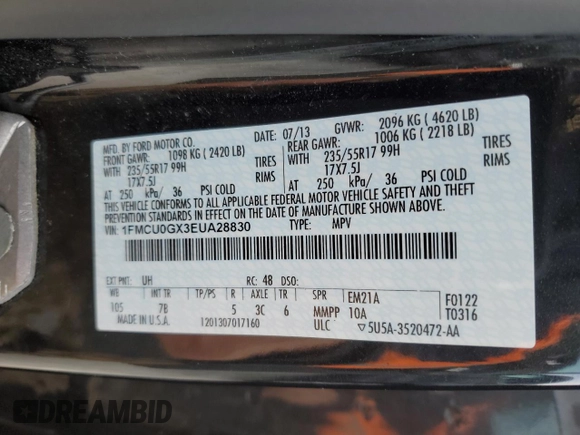 MFD. BY FORD MOTOR CO.
DATE: 07/13 GVWR: 2096 KG ( 4620 LB)
FRONT GAWR: 1098 KG ( 2420 LB)
REAR GAWR: 1006 KG ( 2218 LB)
WITH 235/55R17 99H TIRES
WITH 235/55R17 99H TIRES
17X7.5J RIMS
17X7.5J RIMS
AT 250 kPa/ 36 PSI COLD
AT 250 kPa/ 36 PSI COLD
THIS VEHICLE CONFORMS TO ALL APPLICABLE FEDERAL MOTOR VEHICLE SAFETY AND THEFT
PREVENTION STANDARDS IN EFFECT ON THE DATE OF MANUFACTURE SHOWN ABOVE.
VIN: 1FMCU0GX3EUA28830 TYPE: MPV
EXT PNT: UH RC: 48 DSO:
WB INT TR R AXLE TR SPR EM21A F0122
105 7B 5 3C 6 MMPP 10A T0316
MADE IN U.S.A. 1201307017160 ULC ▽5U5A-3520472-AA
DREAMBID